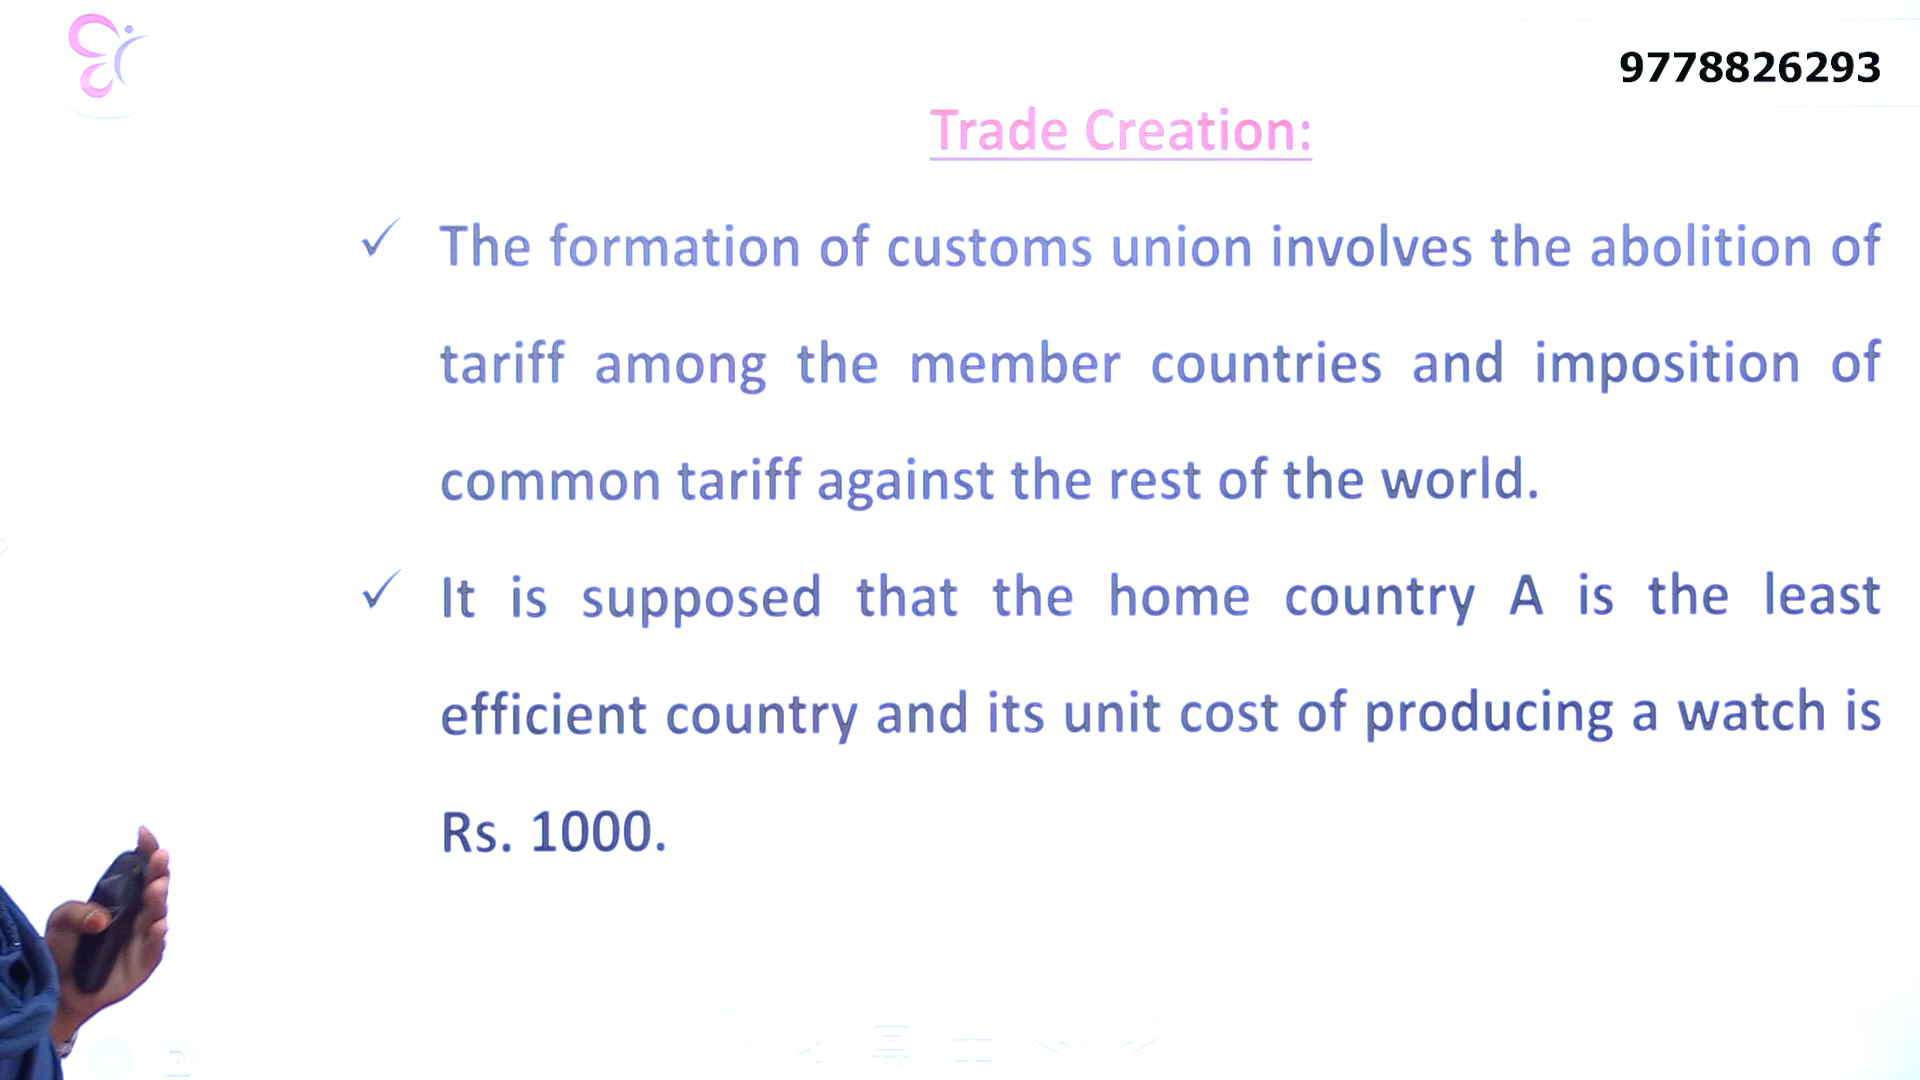 9778826293
Trade Creation:
The formation of customs union involves the abolition of
tariff among the member countries and imposition of
common tariff against the rest of the world.
It is supposed that the home country A is the least
efficient country and its unit cost of producing a watch is
Rs. 1000.